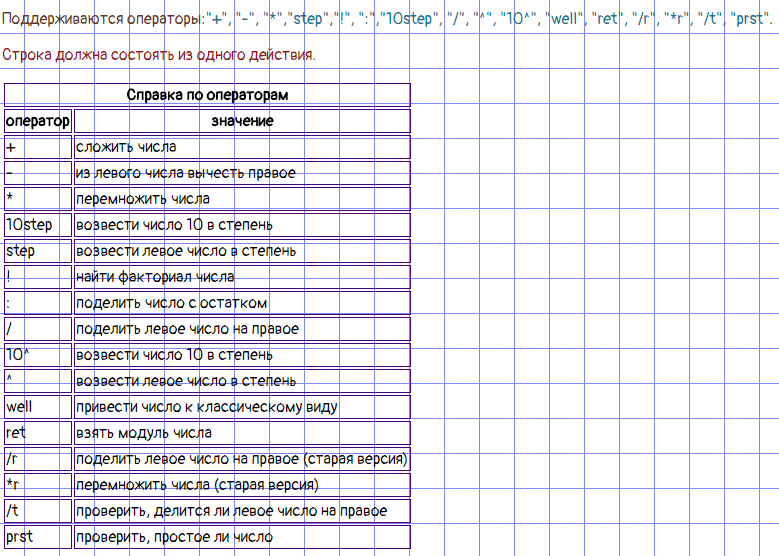 Поддерживаются операторы:"+", "-", "*","step","!", ":","10step","/", "^", "10^", "well", "ret", "/r", "*r", "/t", "prst".
Строка должна состоять из одного действия.
Справка по операторам
оператор значение
+ сложить числа
- из левого числа вычесть правое
* перемножить числа
10step возвести число 10 в степень
step возвести левое число в степень
! найти факториал числа
: поделить число с остатком
/ поделить левое число на правое
10^ возвести число 10 в степень
^ возвести левое число в степень
well привести число к классическому виду
ret взять модуль числа
/r поделить левое число на правое (старая версия)
*r перемножить числа (старая версия)
/t проверить, делится ли левое число на правое
prst проверить, простое ли число